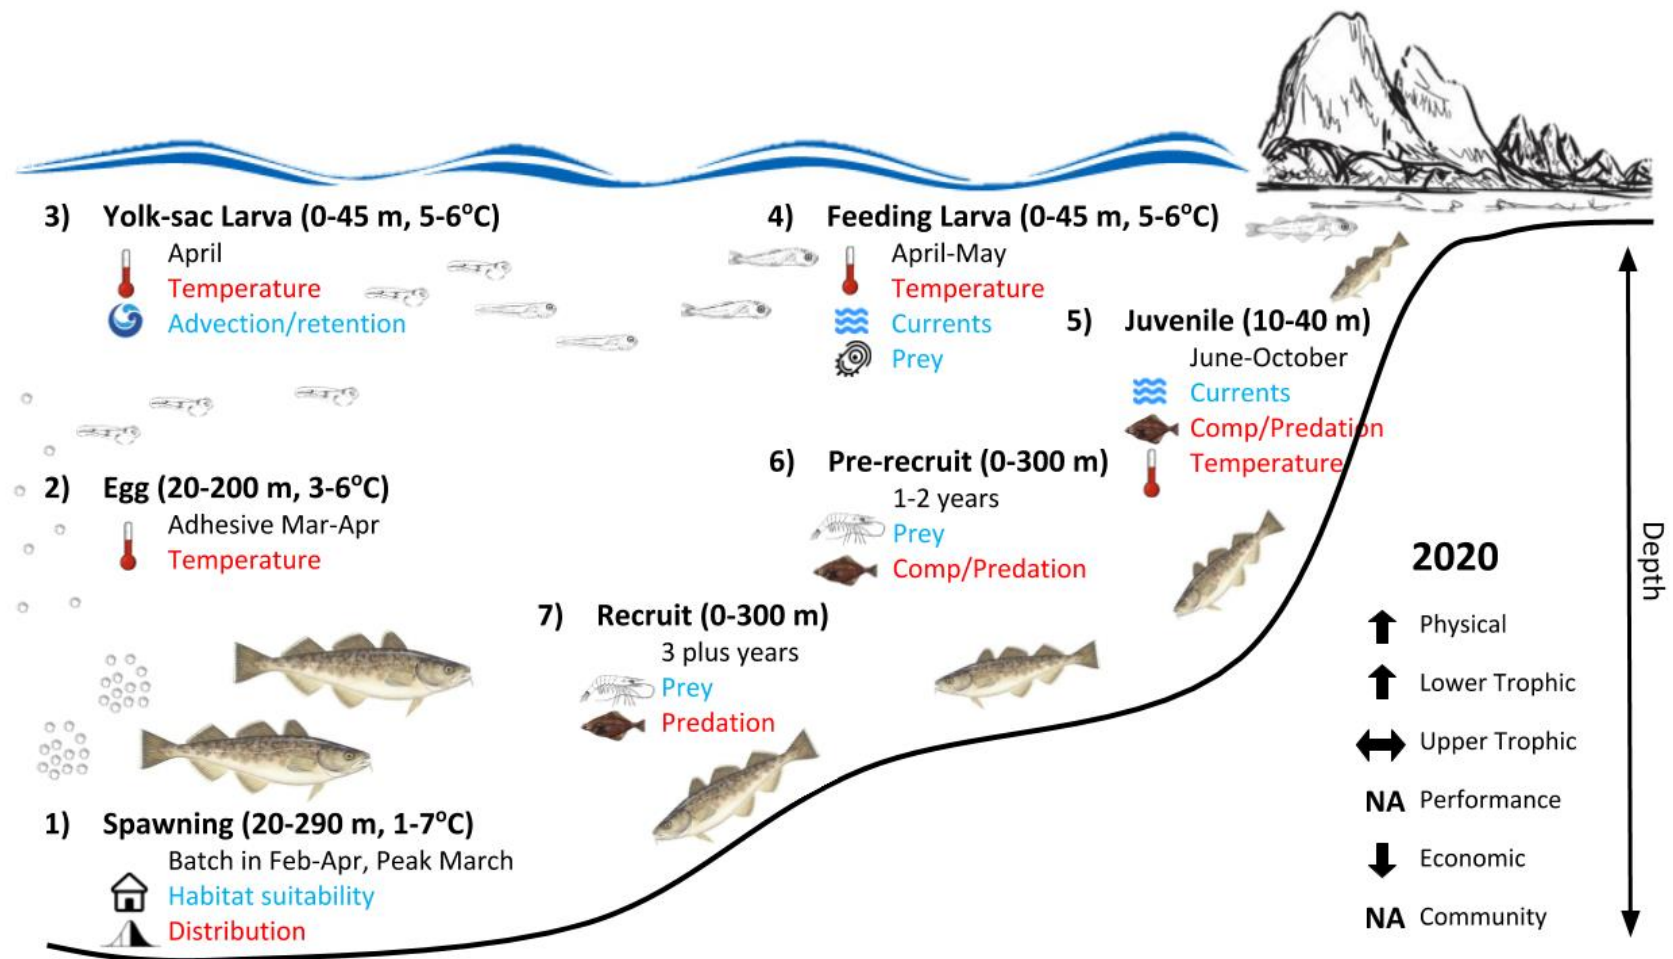 3) Yolk-sac Larva (0-45 m, 5-6°C)
April
Temperature
Advection/retention
4) Feeding Larva (0-45 m, 5-6°C)
April-May
Temperature
Currents
Prey
5) Juvenile (10-40 m)
June-October
Currents
Comp/Predation
Temperature
2) Egg (20-200 m, 3-6°C)
Adhesive Mar-Apr
Temperature
6) Pre-recruit (0-300 m)
1-2 years
Prey
Comp/Predation
7) Recruit (0-300 m)
3 plus years
Prey
Predation
1) Spawning (20-290 m, 1-7°C)
Batch in Feb-Apr, Peak March
Habitat suitability
Distribution
2020
Physical
Lower Trophic
Upper Trophic
NA Performance
Economic
NA Community
Depth